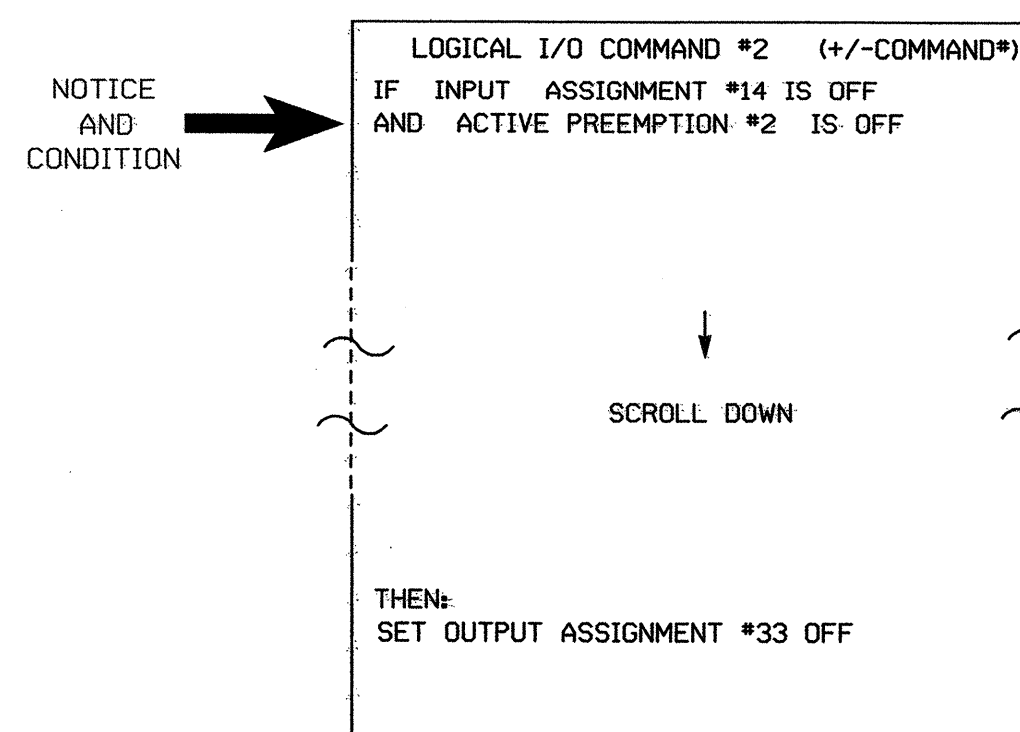 LOGICAL I/O COMMAND #2 (+/-COMMAND#)
NOTICE
AND
CONDITION
IF INPUT ASSIGNMENT #14 IS OFF
AND ACTIVE PREEMPTION #2 IS OFF
SCROLL DOWN
THEN:
SET OUTPUT ASSIGNMENT #33 OFF